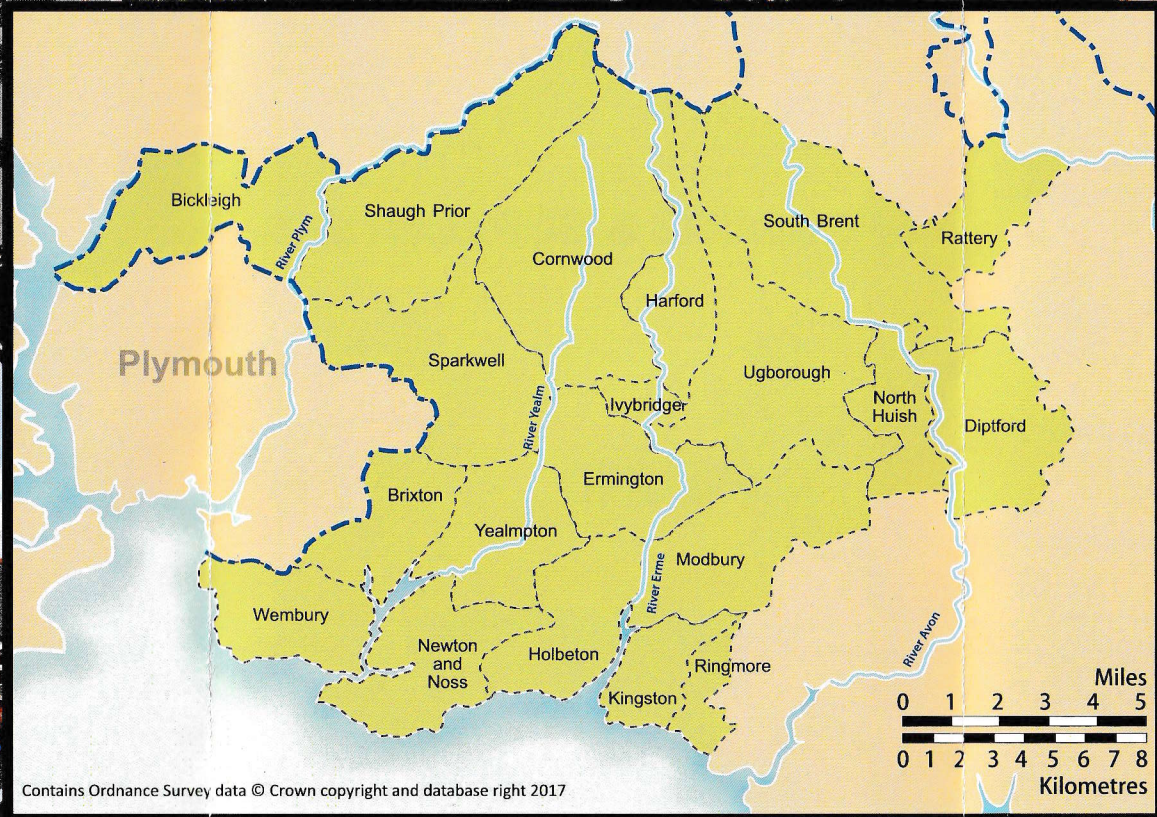 Bickleigh
River Plym
Shaugh Prior
Cornwood
Harford
South Brent
Rattery
Plymouth
Sparkwell
River Yealm
Ivybridger
Ugborough
North
Huish
Diptford
Brixton
Ermington
Yealmpton
Modbury
River Erme
Wembury
Newton
and
Noss
Holbeton
Kingston
Ringmore
River Avon
Miles
0 1 2 3 4 5
0 1 2 3 4 5 6 7 8
Kilometres
Contains Ordnance Survey data © Crown copyright and database right 2017